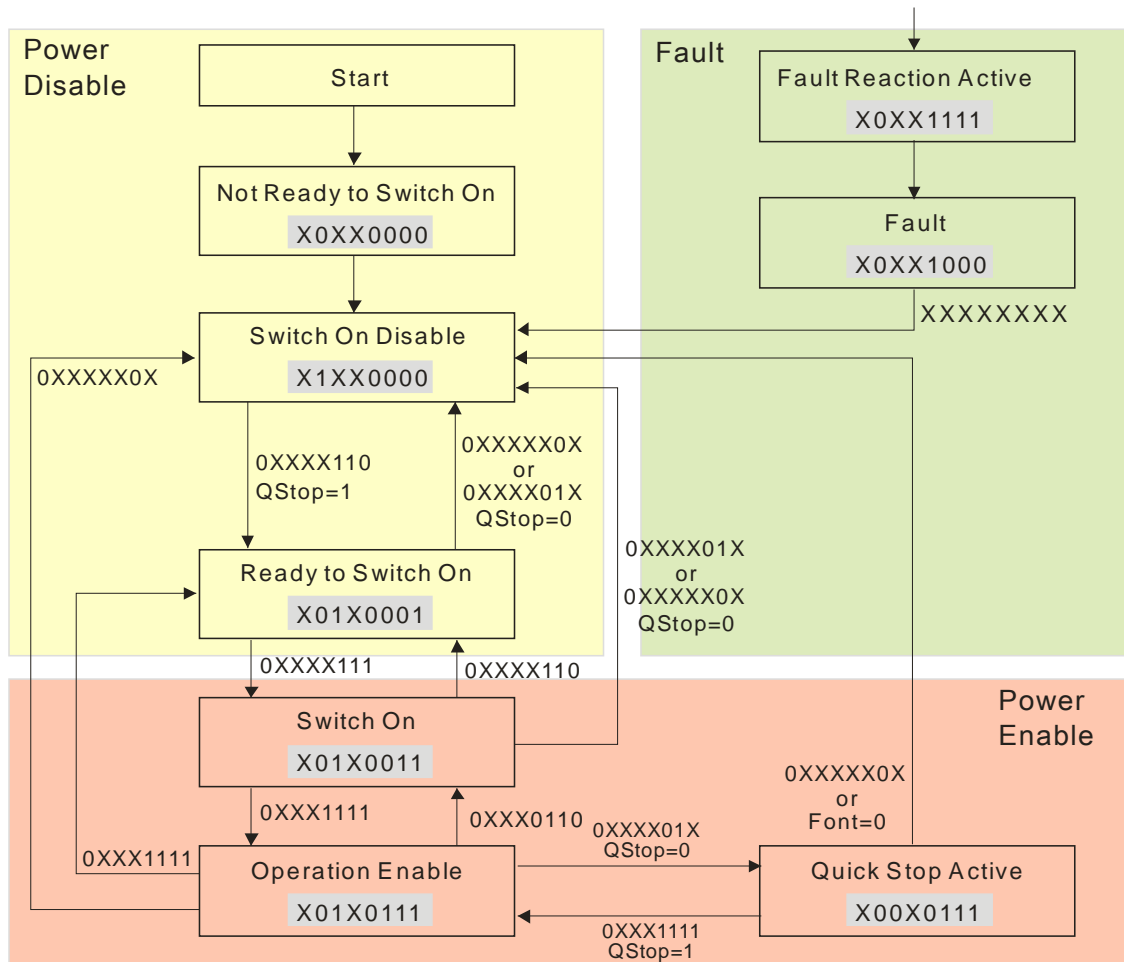 Power
Disable
Start
Not Ready to Switch On
X0XX0000
Switch On Disable
X1XX0000
0XXXXX0X
0XXXX110
QStop=1
0XXXXX0X
or
0XXXX01X
QStop=0
Ready to Switch On
X01X0001
0XXXX111
0XXXX110
Fault
Fault Reaction Active
X0XX1111
Fault
X0XX1000
XXXXXXXX
0XXXX01X
or
0XXXXX0X
QStop=0
Power
Enable
Switch On
X01X0011
0XXX1111
0XXX0110
0XXX1111
Operation Enable
X01X0111
0XXXX01X
QStop=0
0XXX1111
QStop=1
0XXXXX0X
or
Font=0
Quick Stop Active
X00X0111